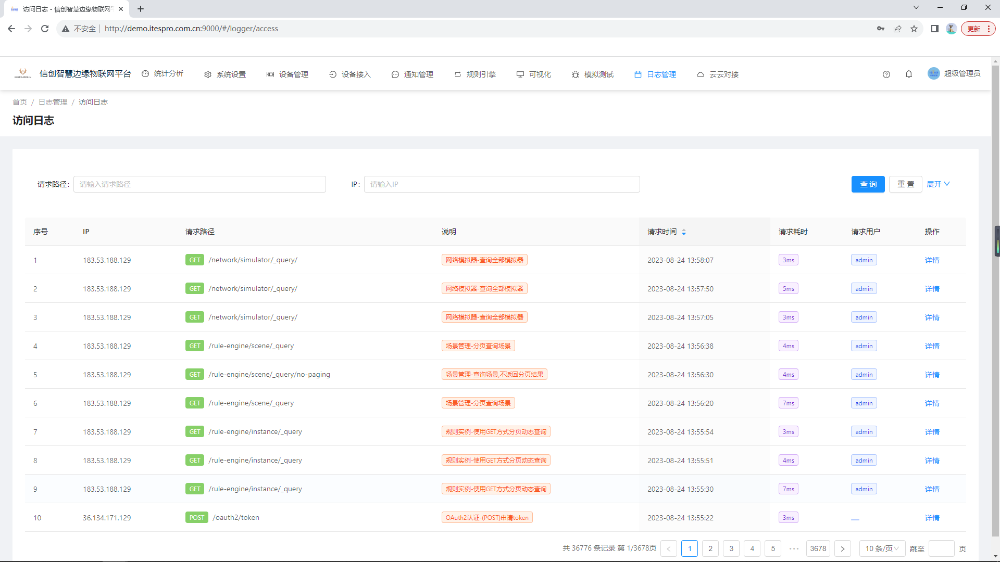 访问日志 - 信创智慧边缘物联网平
不安全 http://demo.itespro.com.cn:9000/#/logger/access
更新
信创智慧边缘物联网平台 统计分析 系统设置 设备管理 设备接入 通知管理 规则引擎 可视化 模拟测试 日志管理 云云对接 超级管理员
首页 / 日志管理 / 访问日志
访问日志
请求路径: 请输入请求路径 IP: 请输入IP 查 询 重 置 展开
序号 IP 请求路径 说明 请求时间 请求耗时 请求用户 操作
1 183.53.188.129 GET /network/simulator/_query/ 网络模拟器-查询全部模拟器 2023-08-24 13:58:07 3ms admin 详情
2 183.53.188.129 GET /network/simulator/_query/ 网络模拟器-查询全部模拟器 2023-08-24 13:57:50 5ms admin 详情
3 183.53.188.129 GET /network/simulator/_query/ 网络模拟器-查询全部模拟器 2023-08-24 13:57:05 3ms admin 详情
4 183.53.188.129 GET /rule-engine/scene/_query 场景管理-分页查询场景 2023-08-24 13:56:38 4ms admin 详情
5 183.53.188.129 GET /rule-engine/scene/_query/no-paging 场景管理-查询场景,不返回分页结果 2023-08-24 13:56:30 4ms admin 详情
6 183.53.188.129 GET /rule-engine/scene/_query 场景管理-分页查询场景 2023-08-24 13:56:20 7ms admin 详情
7 183.53.188.129 GET /rule-engine/instance/_query 规则实例-使用GET方式分页动态查询 2023-08-24 13:55:54 3ms admin 详情
8 183.53.188.129 GET /rule-engine/instance/_query 规则实例-使用GET方式分页动态查询 2023-08-24 13:55:51 4ms admin 详情
9 183.53.188.129 GET /rule-engine/instance/_query 规则实例-使用GET方式分页动态查询 2023-08-24 13:55:30 7ms admin 详情
10 36.134.171.129 POST /oauth2/token OAuth2认证-(POST)申请token 2023-08-24 13:55:22 3ms 详情
共 36776 条记录 第 1/3678页 < 1 2 3 4 5 ••• 3678 > 10 条/页 跳至 页